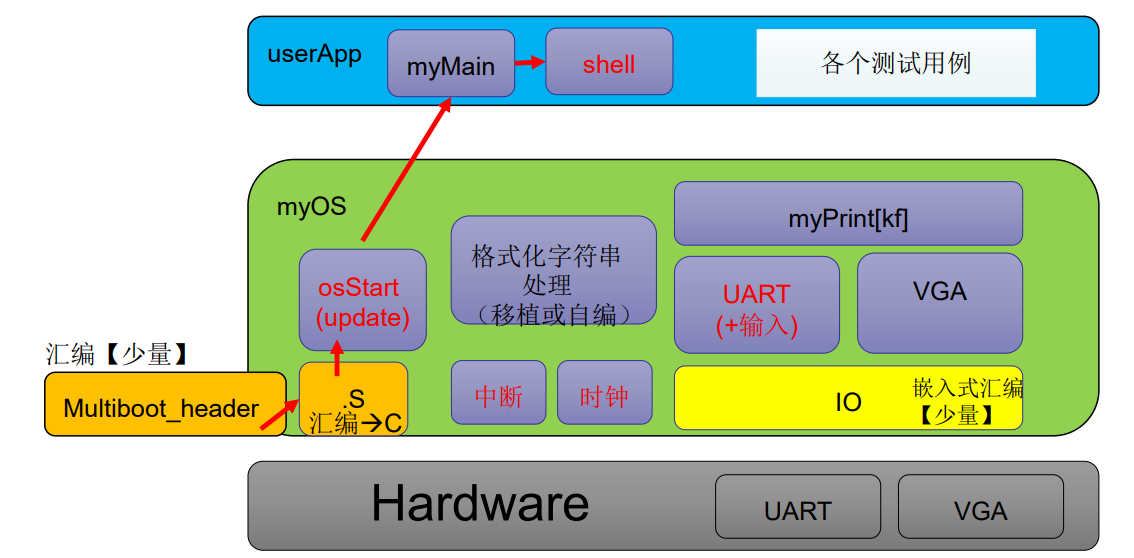 userApp
myMain
shell
各个测试用例
myOS
myPrint[kf]
格式化字符串
处理
（移植或自编）
osStart
(update)
UART
(+输入)
VGA
汇编【少量】
Multiboot_header
.S
汇编→C
中断
时钟
IO
嵌入式汇编
【少量】
Hardware
UART
VGA